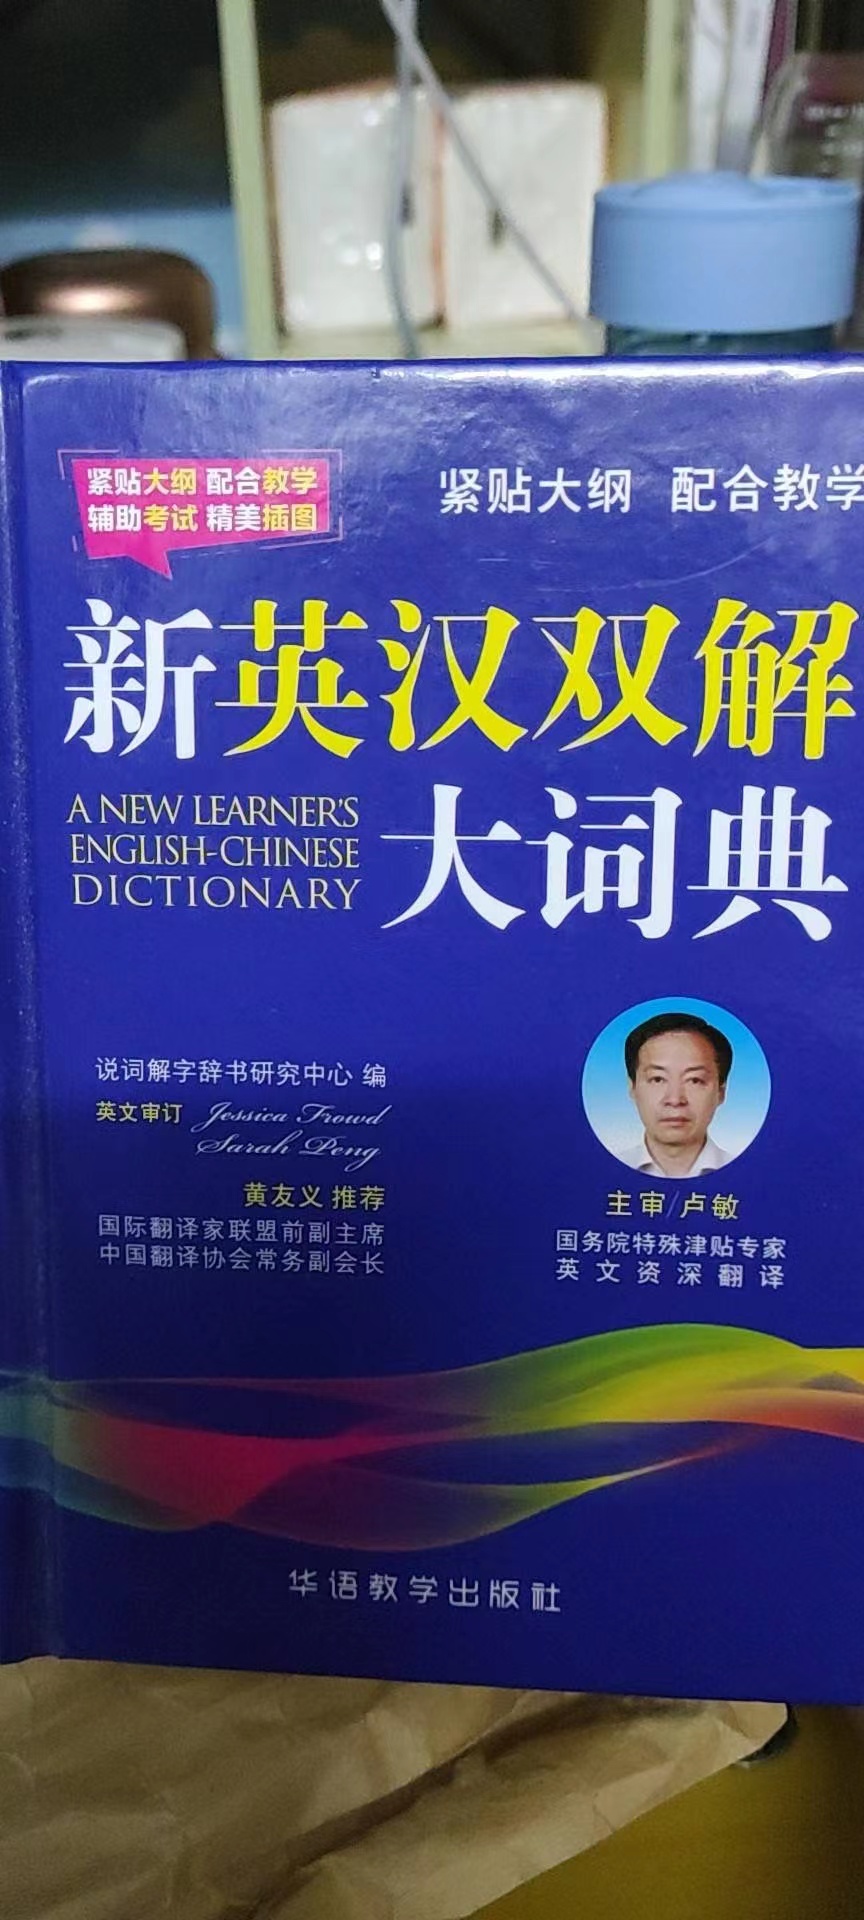 紧贴大纲 配合教学
辅助考试 精美插图
紧贴大纲 配合教学
新英汉双解
大词典
A NEW LEARNER'S
ENGLISH-CHINESE
DICTIONARY
说词解字辞书研究中心 编
英文审订 Jessica Frowd
Sarah Peng
黄友义 推荐
国际翻译家联盟前副主席
中国翻译协会常务副会长
主审/卢敏
国务院特殊津贴专家
英文资深翻译
华语教学出版社